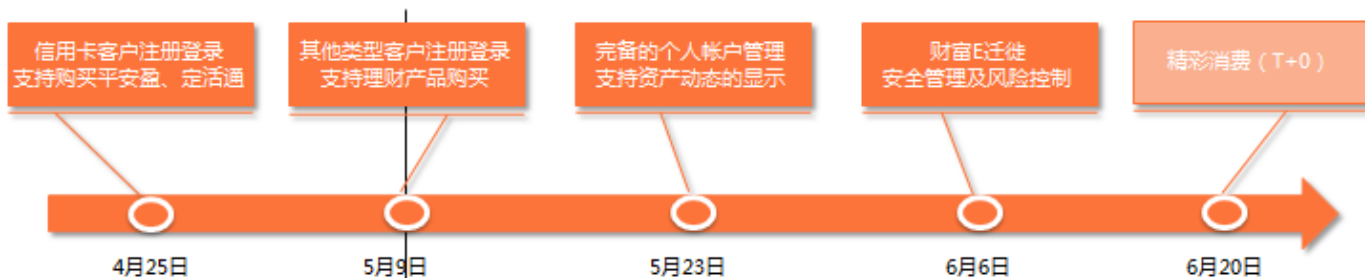 信用卡客户注册登录
支持购买平安盈、定活通
其他类型客户注册登录
支持理财产品购买
完备的个人帐户管理
支持资产动态的显示
财富E迁徙
安全管理及风险控制
精彩消费（T+0）
4月25日
5月9日
5月23日
6月6日
6月20日